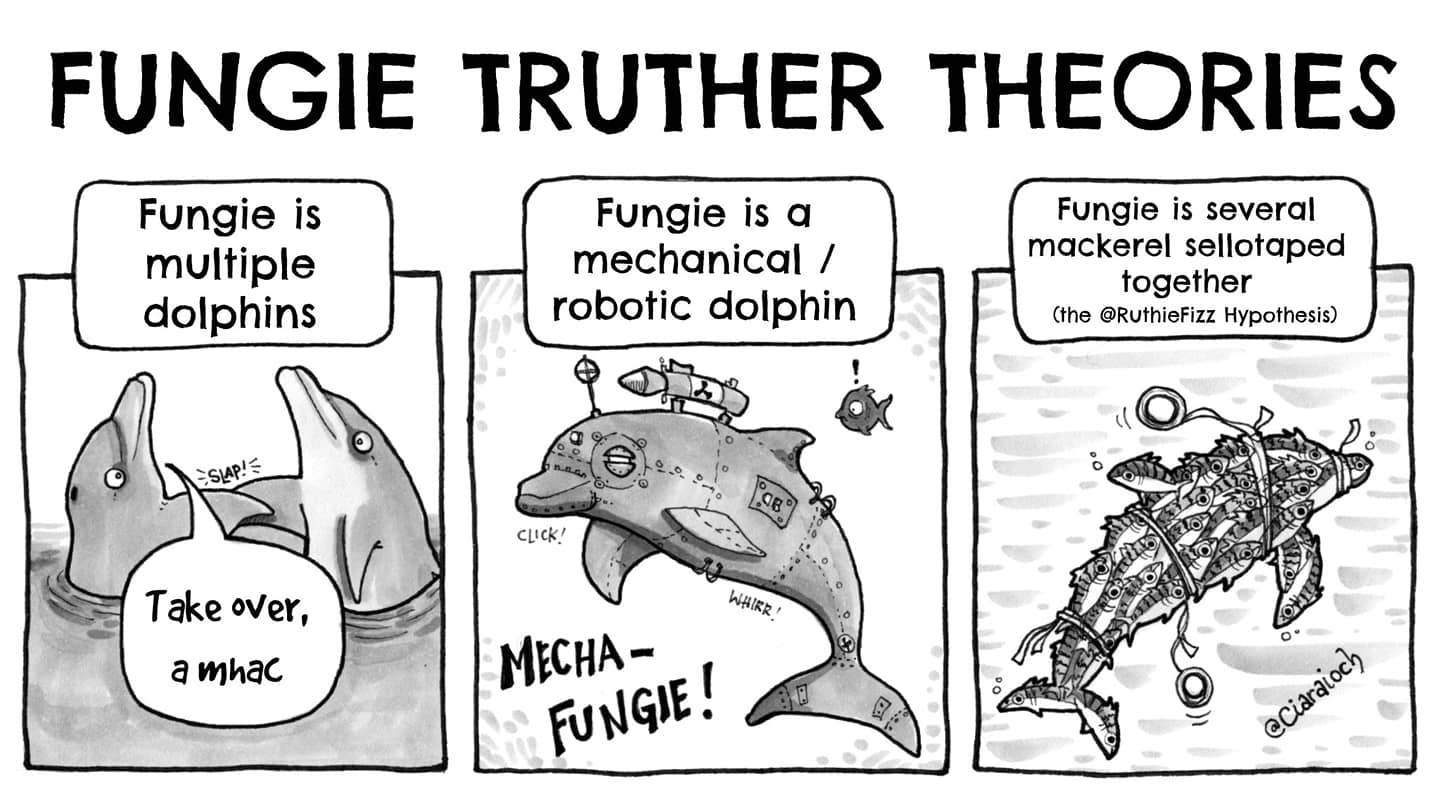 FUNGIE TRUTHER THEORIES
Fungie is
multiple
dolphins
SLAP!
Take over,
a mhac
Fungie is a
mechanical /
robotic dolphin
!
CLICK!
WHIRR!
MECHA-
FUNGIE!
Fungie is several
mackerel sellotaped
together
(the @RuthieFizz Hypothesis)
@Ciaraioch